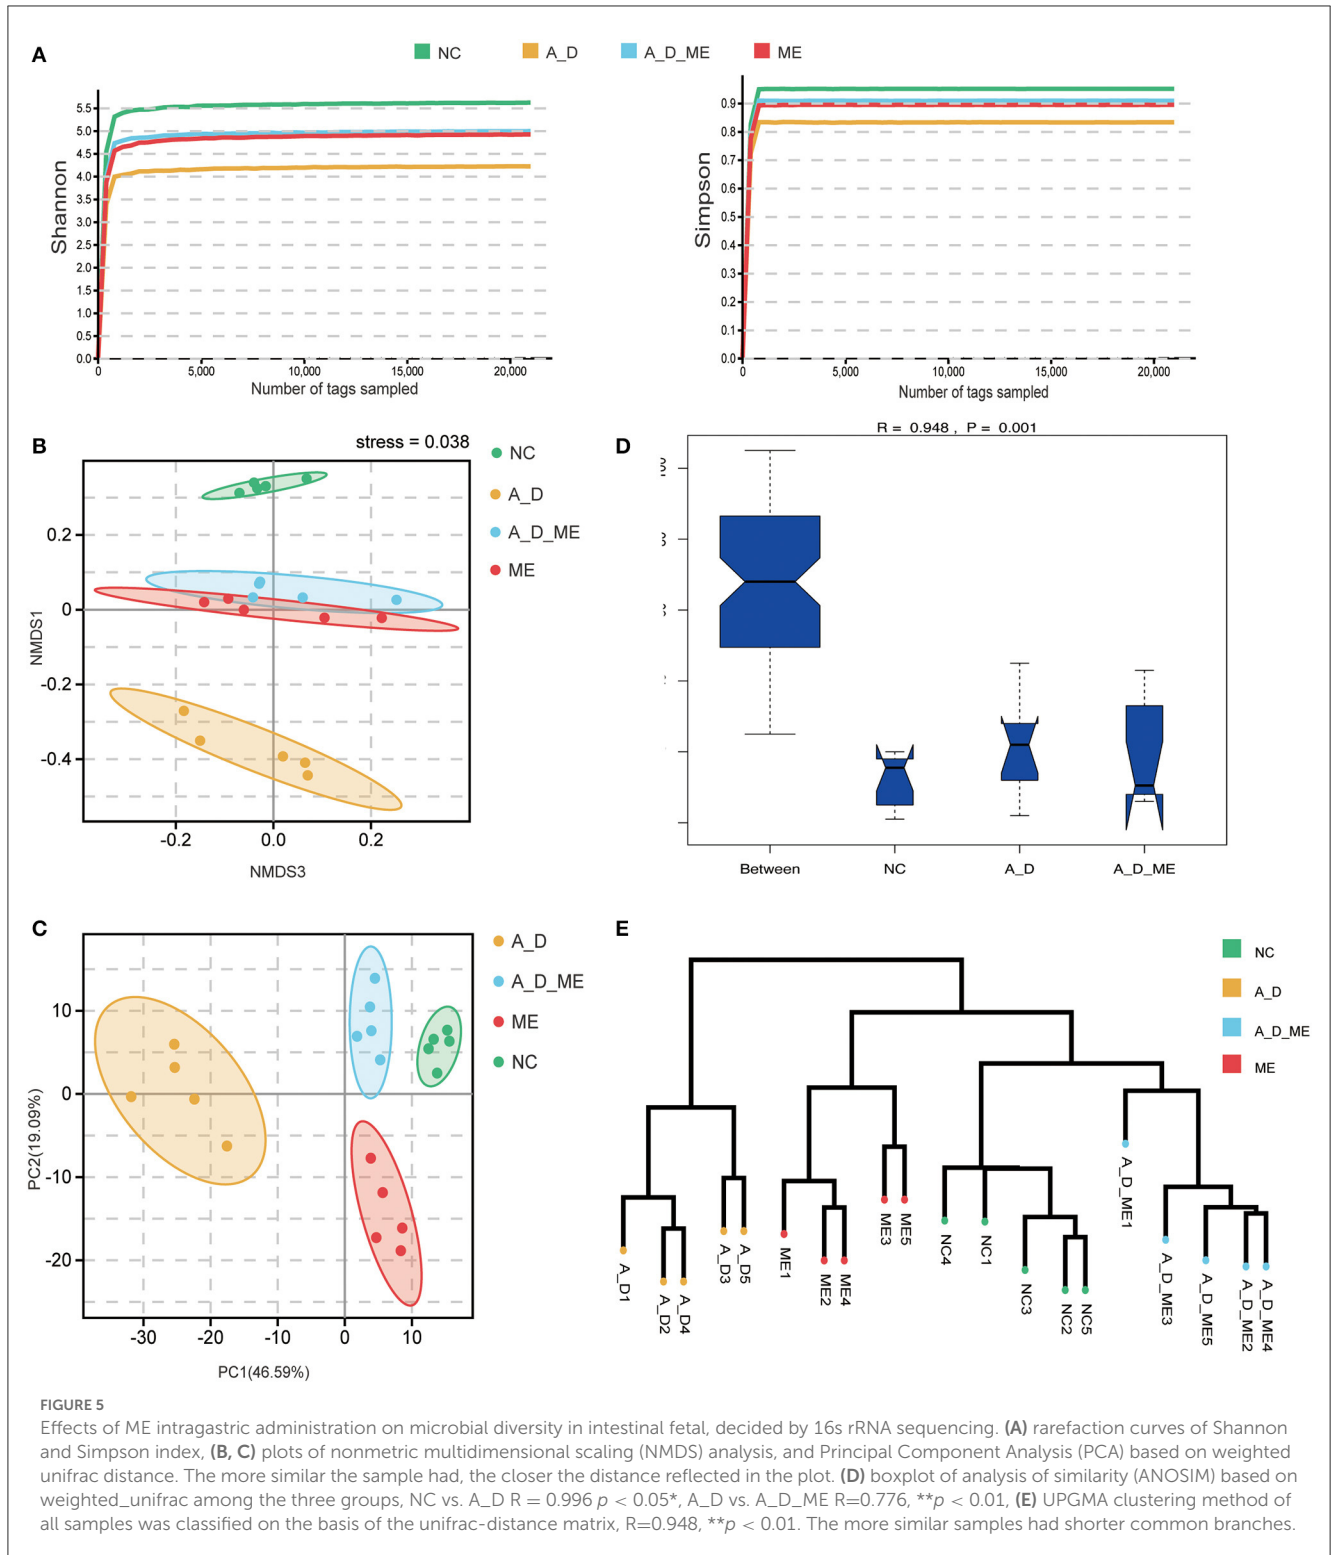 A
NC A_D A_D_ME ME
Shannon
5.5
5.0
4.5
4.0
3.5
3.0
2.5
2.0
1.5
1.0
0.5
0.0
0 5,000 10,000 15,000 20,000
Number of tags sampled
Simpson
0.9
0.8
0.7
0.6
0.5
0.4
0.3
0.2
0.1
0.0
0 5,000 10,000 15,000 20,000
Number of tags sampled
B
stress = 0.038
NC
A_D
A_D_ME
ME
NMDS1
0.2
0
-0.2
-0.4
-0.2 0.0 0.2
NMDS3
D
R = 0.948 , P = 0.001
Between NC A_D A_D_ME
C
A_D
A_D_ME
ME
NC
PC2(19.09%)
10
0
-10
-20
-30 -20 -10 0 10
PC1(46.59%)
E
NC
A_D
A_D_ME
ME
A_D1
A_D2
A_D4
A_D3
A_D5
ME1
ME2
ME4
ME3
ME5
NC4
NC1
NC3
NC2
NC5
A_D_ME1
A_D_ME3
A_D_ME5
A_D_ME2
A_D_ME4
FIGURE 5
Effects of ME intragastric administration on microbial diversity in intestinal fetal, decided by 16s rRNA sequencing. (A) rarefaction curves of Shannon
and Simpson index, (B, C) plots of nonmetric multidimensional scaling (NMDS) analysis, and Principal Component Analysis (PCA) based on weighted
unifrac distance. The more similar the sample had, the closer the distance reflected in the plot. (D) boxplot of analysis of similarity (ANOSIM) based on
weighted_unifrac among the three groups, NC vs. A_D R = 0.996 p < 0.05*, A_D vs. A_D_ME R=0.776, **p < 0.01, (E) UPGMA clustering method of
all samples was classified on the basis of the unifrac-distance matrix, R=0.948, **p < 0.01. The more similar samples had shorter common branches.